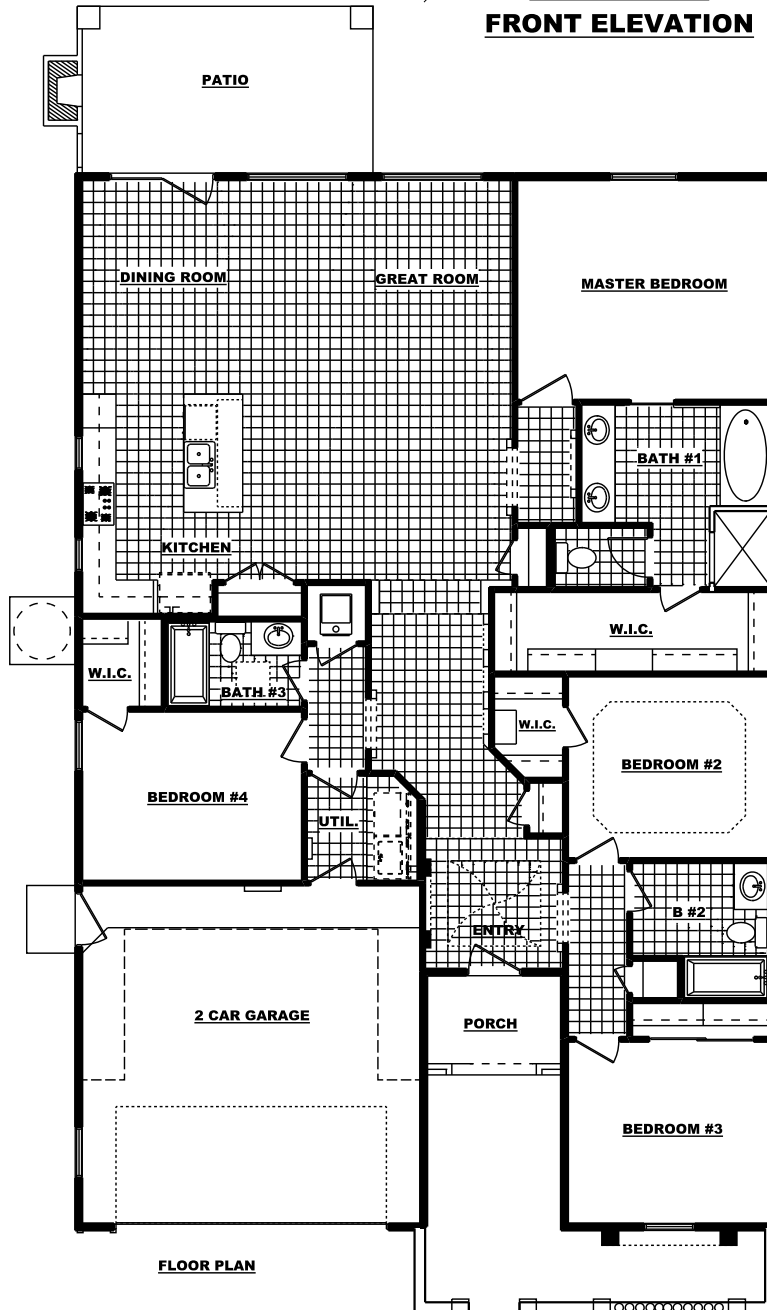 FRONT ELEVATION
PATIO
DINING ROOM
GREAT ROOM
MASTER BEDROOM
BATH #1
KITCHEN
W.I.C.
W.I.C.
BATH #3
W.I.C.
BEDROOM #2
BEDROOM #4
UTIL.
B #2
ENTRY
2 CAR GARAGE
PORCH
BEDROOM #3
FLOOR PLAN